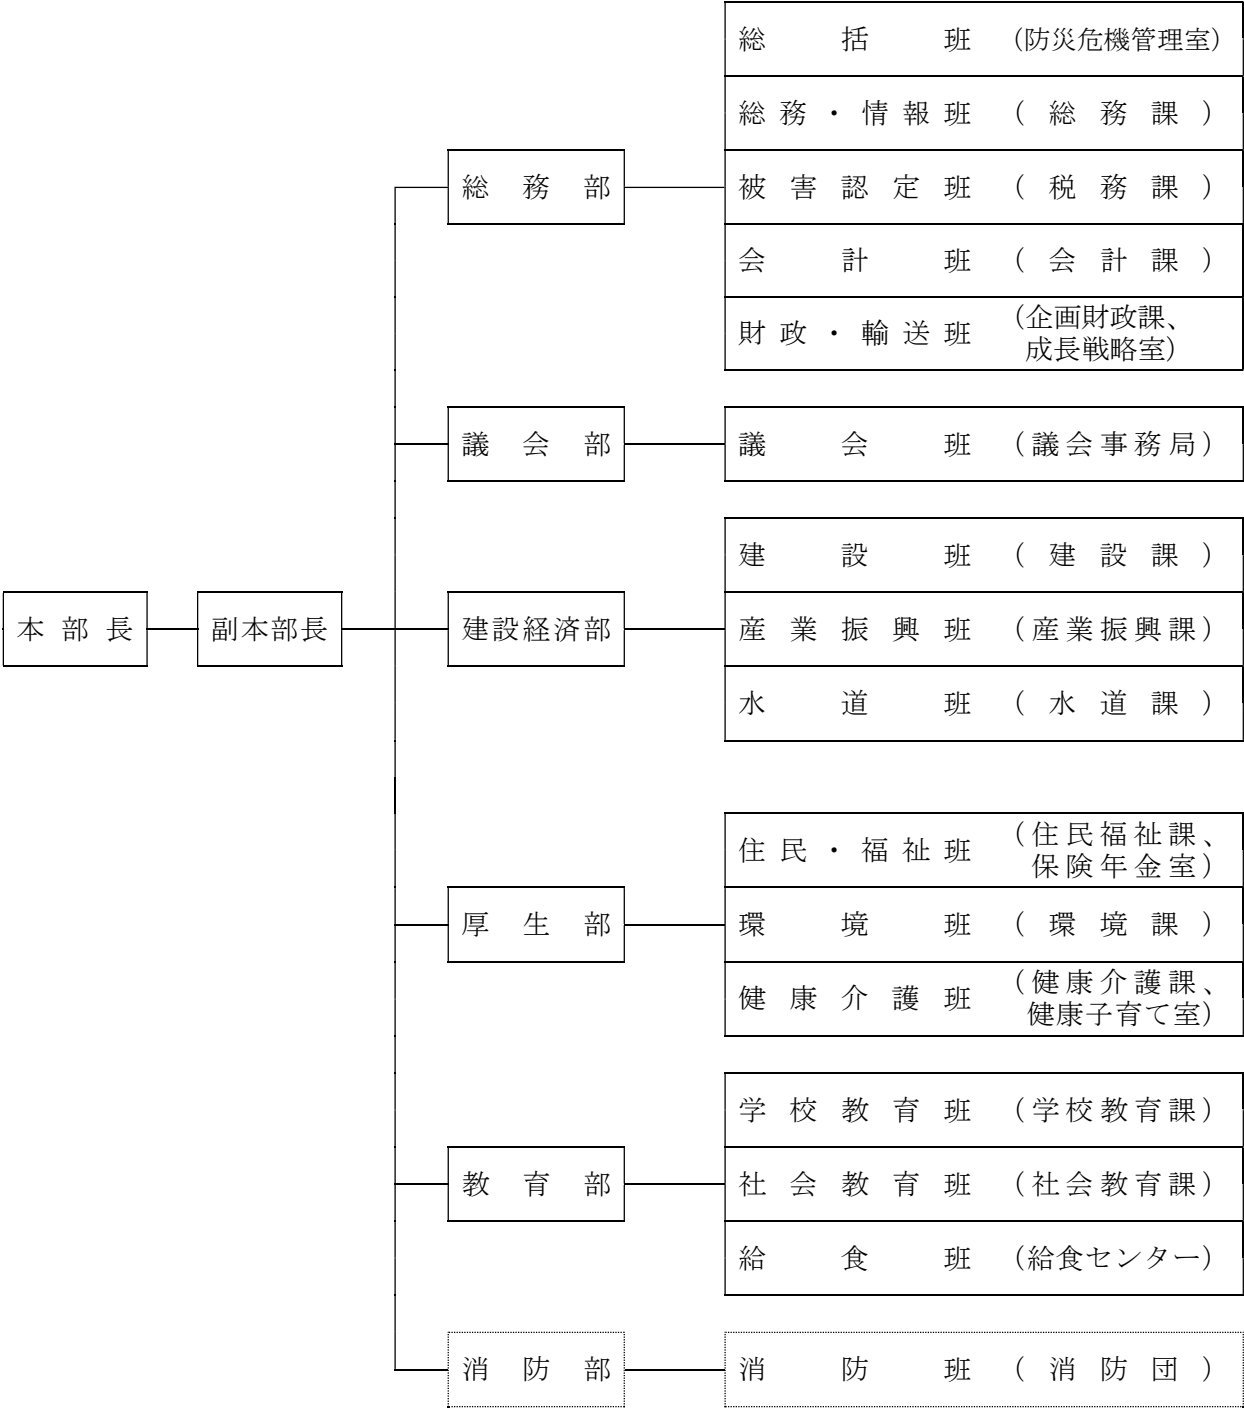 総括班 （防災危機管理室）
総務・情報班 （総務課）
総務部
被害認定班 （税務課）
会計班 （会計課）
財政・輸送班 （企画財政課、
成長戦略室）
議会部
議会班 （議会事務局）
建設班 （建設課）
本部長
副本部長
建設経済部
産業振興班 （産業振興課）
水道班 （水道課）
住民・福祉班 （住民福祉課、
保険年金室）
厚生部
環境班 （環境課）
健康介護班 （健康介護課、
健康子育て室）
学校教育班 （学校教育課）
教育部
社会教育班 （社会教育課）
給食班 （給食センター）
消防部
消防班 （消防団）